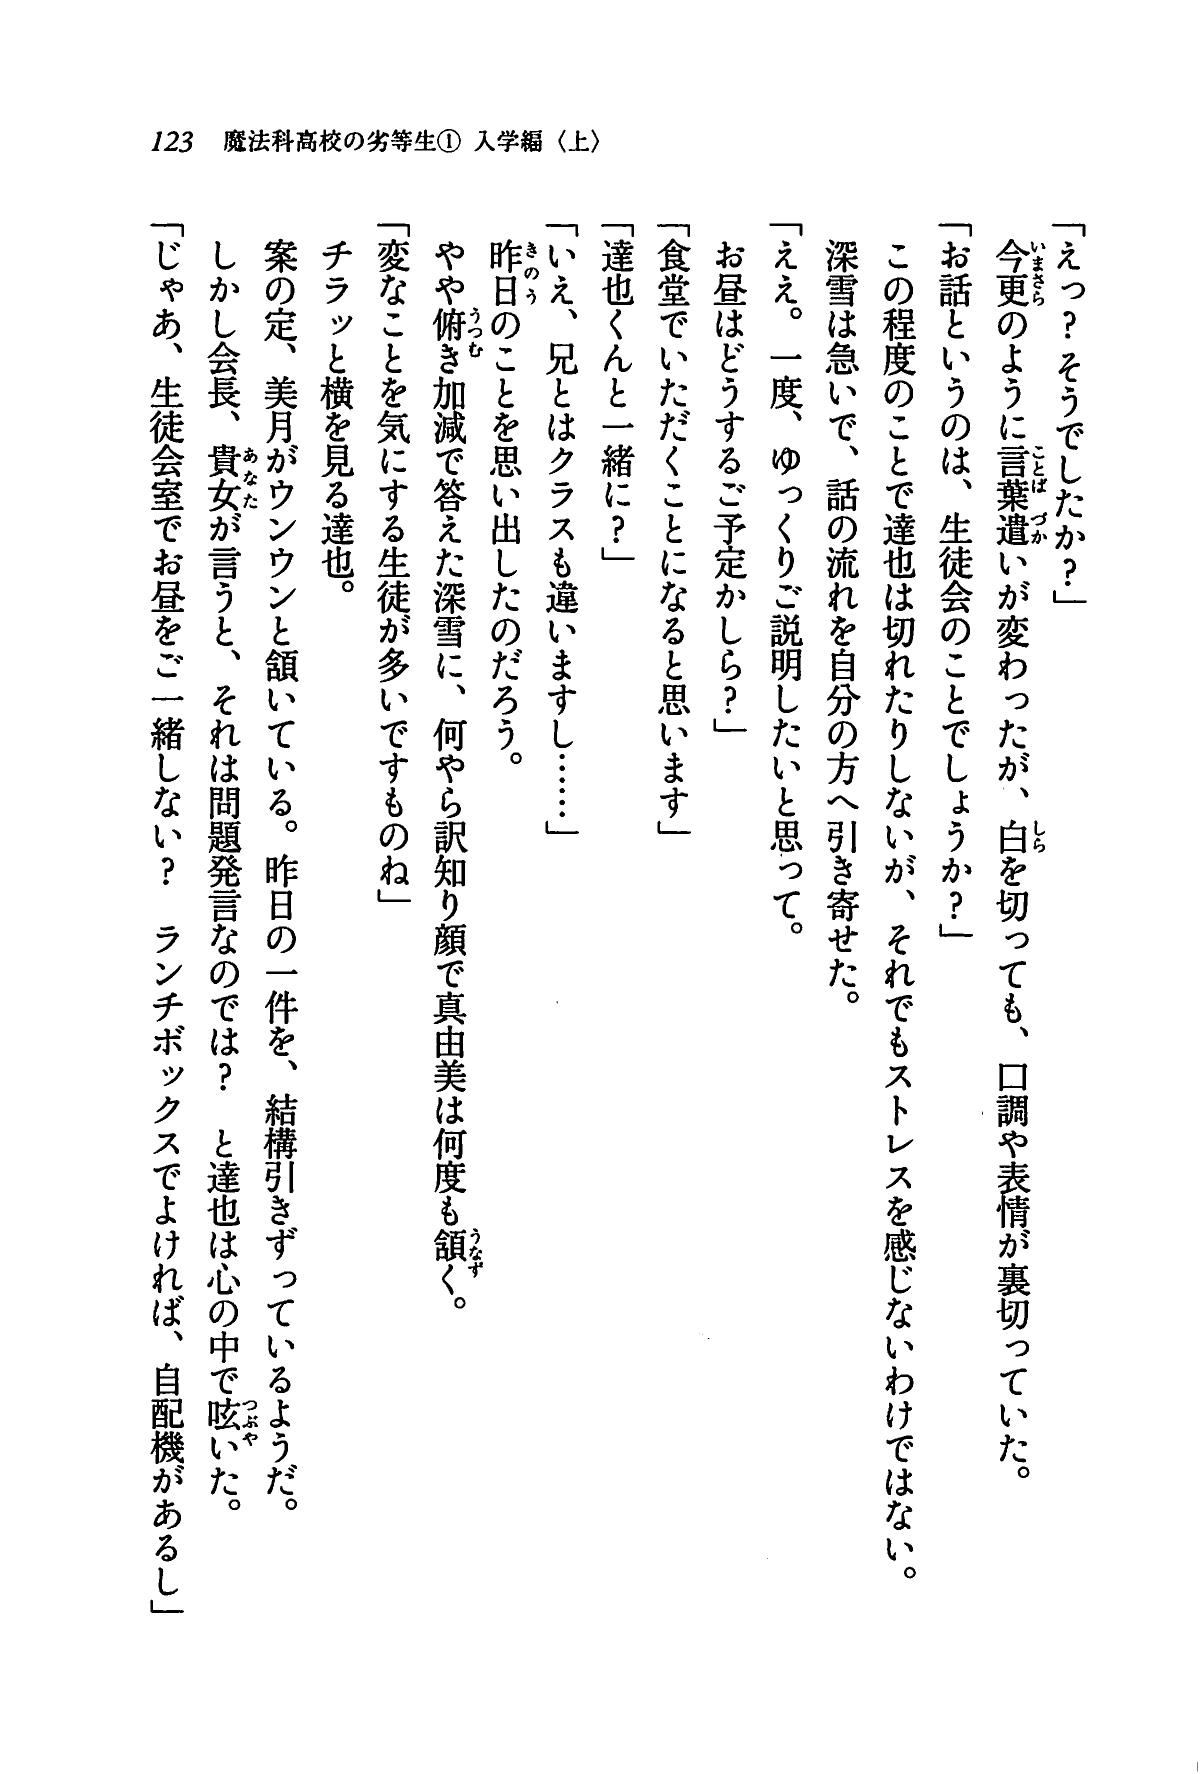 123　魔法科高校の劣等生① 入学編〈上〉
「えっ？そうでしたか？」
今更のように言葉遣いが変わったが、白を切っても、口調や表情が裏切っていた。
「お話というのは、生徒会のことでしょうか？」
この程度のことで達也は切れたりしないが、それでもストレスを感じないわけではない。
深雪は急いで、話の流れを自分の方へ引き寄せた。
「ええ。一度、ゆっくりご説明したいと思って。
お昼はどうするご予定かしら？」
「食堂でいただくことになると思います」
「達也くんと一緒に？」
「いえ、兄とはクラスも違いますし……」
昨日のことを思い出したのだろう。
やや俯き加減で答えた深雪に、何やら訳知り顔で真由美は何度も頷く。
「変なことを気にする生徒が多いですものね」
チラッと横を見る達也。
案の定、美月がウンウンと頷いている。昨日の一件を、結構引きずっているようだ。
しかし会長、貴女が言うと、それは問題発言なのでは？　と達也は心の中で呟いた。
「じゃあ、生徒会室でお昼をご一緒しない？　ランチボックスでよければ、自配機があるし」